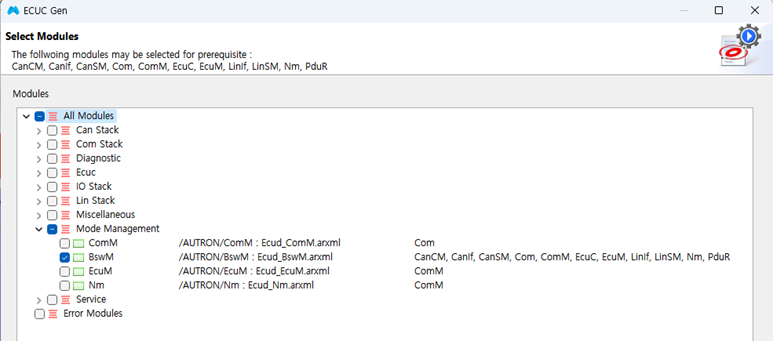 ECUC Gen
Select Modules
The follwoing modules may be selected for prerequisite :
CanCM, CanIf, CanSM, Com, ComM, EcuC, EcuM, LinIf, LinSM, Nm, PduR
Modules
All Modules
Can Stack
Com Stack
Diagnostic
Ecuc
IO Stack
Lin Stack
Miscellaneous
Mode Management
ComM /AUTRON/ComM : Ecud_ComM.arxml Com
BswM /AUTRON/BswM : Ecud_BswM.arxml CanCM, CanIf, CanSM, Com, ComM, EcuC, EcuM, LinIf, LinSM, Nm, PduR
EcuM /AUTRON/EcuM : Ecud_EcuM.arxml ComM
Nm /AUTRON/Nm : Ecud_Nm.arxml ComM
Service
Error Modules